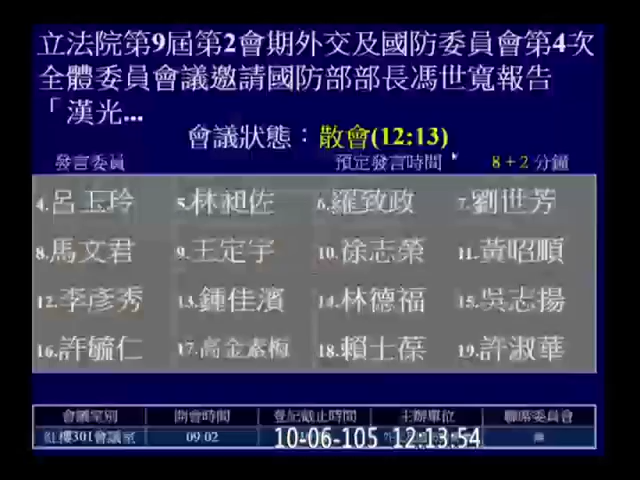 立法院第9屆第2會期外交及國防委員會第4次
全體委員會議邀請國防部部長馮世寬報告
「漢光...
會議狀態：散會(12:13)
發言委員 預定發言時間 8+2 分鐘
4.呂玉玲 5.林昶佐 6.羅致政 7.劉世芳
8.馬文君 9.王定宇 10.徐志榮 11.黃昭順
12.李彥秀 13.鍾佳濱 14.林德福 15.吳志揚
16.許毓仁 17.高金素梅 18.賴士葆 19.許淑華
會議室別 開會時間 登記截止時間 主辦單位 聯席委員會
紅樓301會議室 09:02
10-06-105 12:13:54